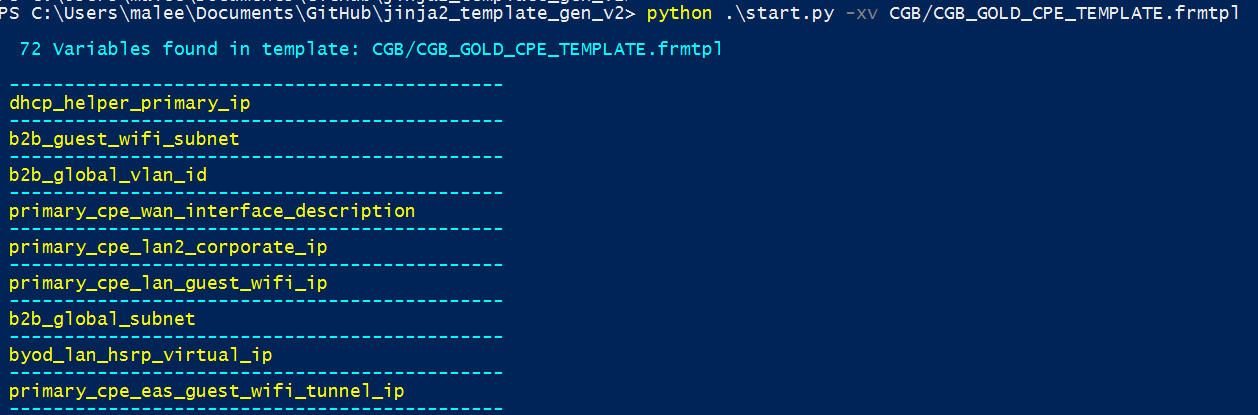 PS C:\Users\malee\Documents\GitHub\jinja2_template_gen_v2> python .\start.py -xv CGB/CGB_GOLD_CPE_TEMPLATE.frmtpl
72 Variables found in template: CGB/CGB_GOLD_CPE_TEMPLATE.frmtpl
---------------------------------------------
dhcp_helper_primary_ip
---------------------------------------------
b2b_guest_wifi_subnet
---------------------------------------------
b2b_global_vlan_id
---------------------------------------------
primary_cpe_wan_interface_description
---------------------------------------------
primary_cpe_lan2_corporate_ip
---------------------------------------------
primary_cpe_lan_guest_wifi_ip
---------------------------------------------
b2b_global_subnet
---------------------------------------------
byod_lan_hsrp_virtual_ip
---------------------------------------------
primary_cpe_eas_guest_wifi_tunnel_ip
---------------------------------------------